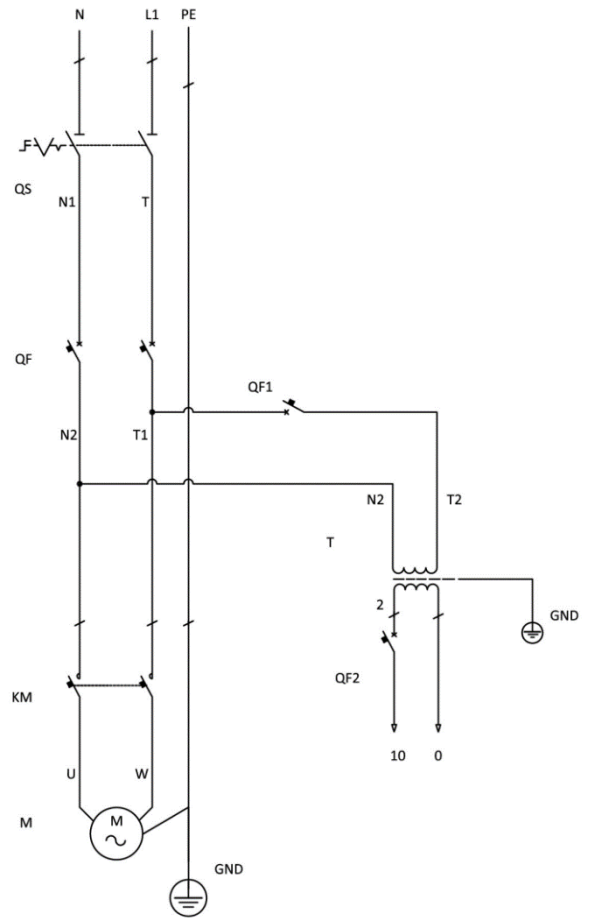 N L1 PE
QS
N1 T
QF
QF1
N2 T1
N2 T2
T
2
GND
QF2
KM
10 0
U W
M M
GND